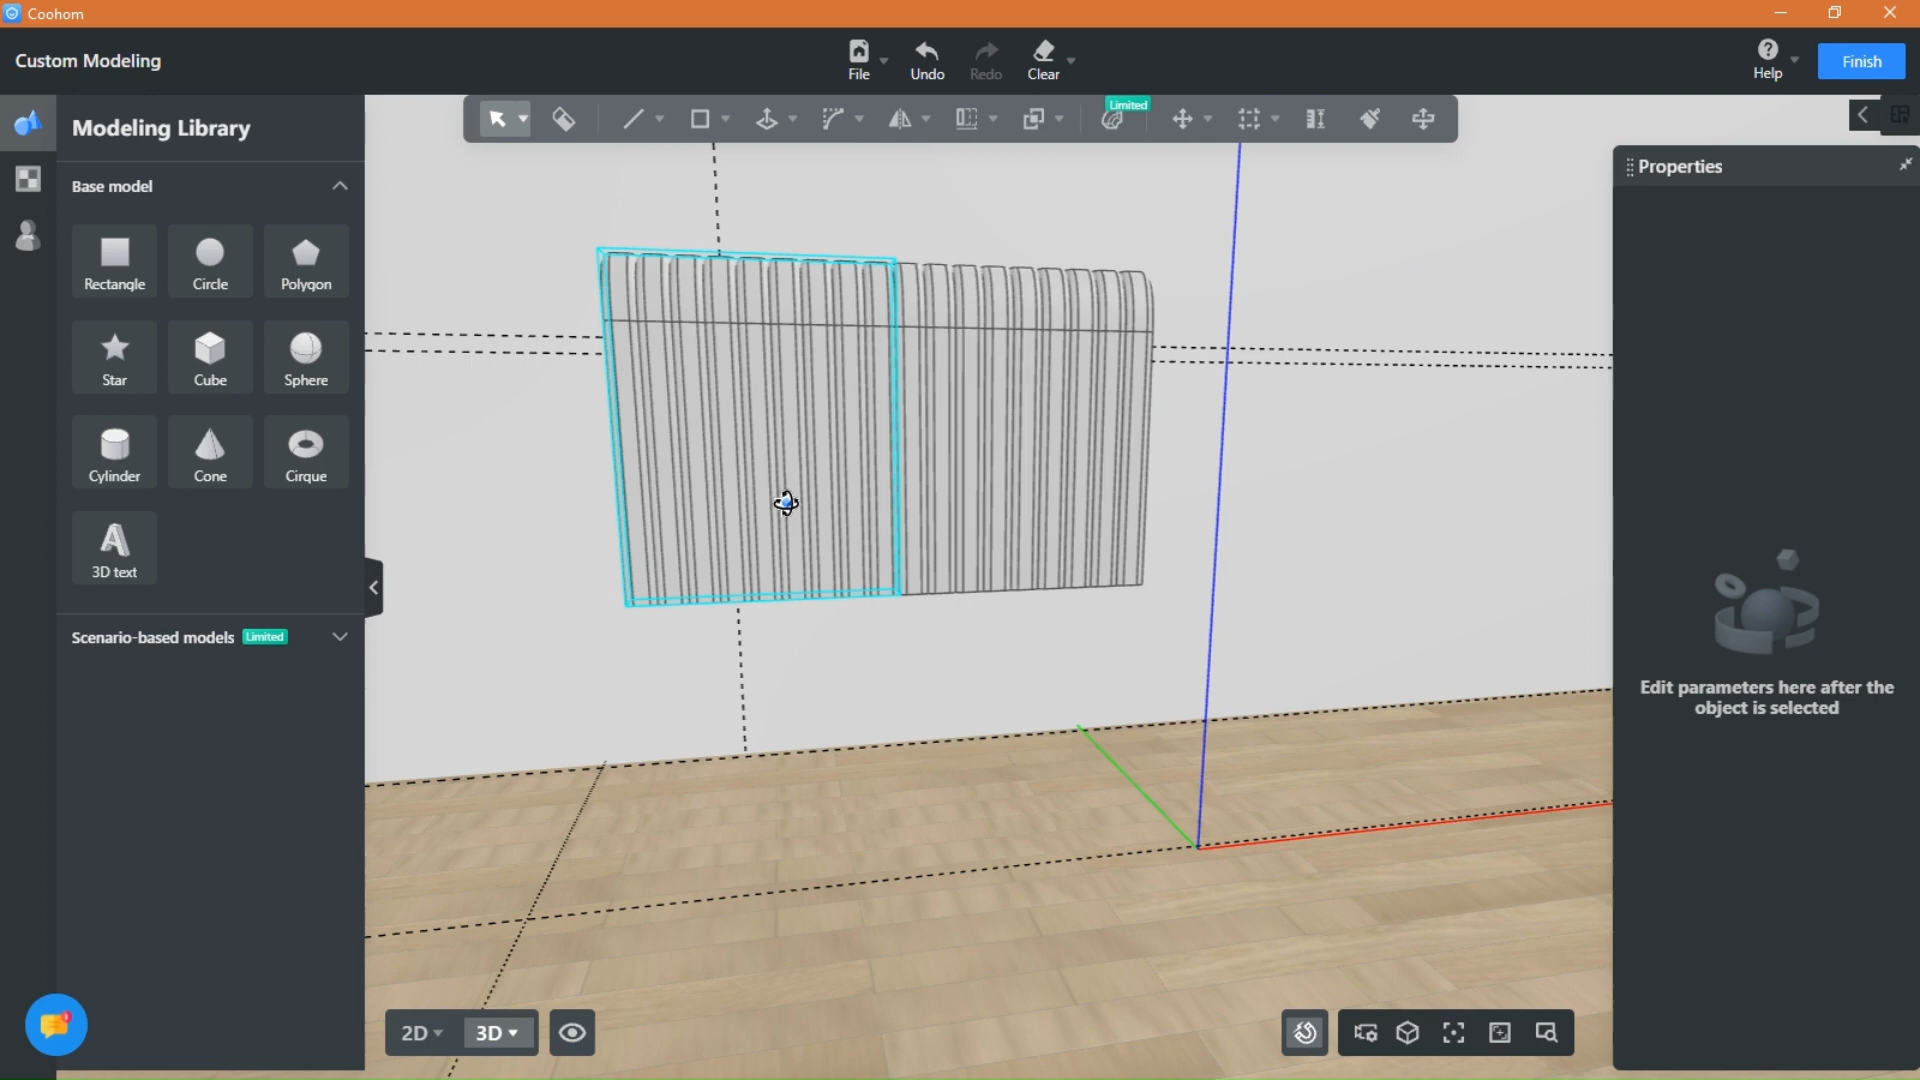 Coohom
Custom Modeling
File
Undo
Redo
Clear
Help
Finish
Limited
Modeling Library
Properties
Base model
Rectangle
Circle
Polygon
Star
Cube
Sphere
Cylinder
Cone
Cirque
3D text
Scenario-based models Limited
Edit parameters here after the
object is selected
2D
3D